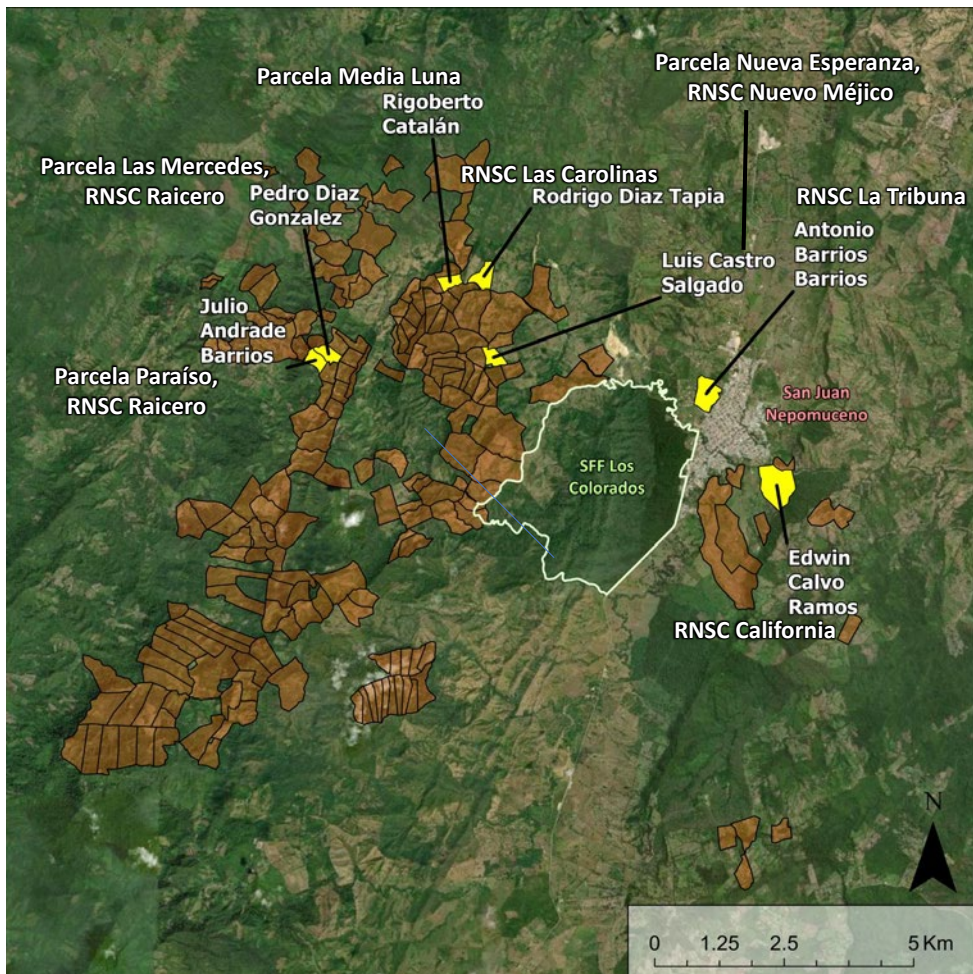 Parcela Nueva Esperanza,
RNSC Nuevo Méjico
Parcela Media Luna
Rigoberto
Catalán
Parcela Las Mercedes,
RNSC Raicero
Pedro Diaz
Gonzalez
RNSC Las Carolinas
Rodrigo Diaz Tapia
RNSC La Tribuna
Antonio
Barrios
Barrios
Luis Castro
Salgado
Julio
Andrade
Barrios
Parcela Paraíso,
RNSC Raicero
San Juan
Nepomuceno
SFF Los
Colorados
Edwin
Calvo
Ramos
RNSC California
N
0 1.25 2.5 5 Km